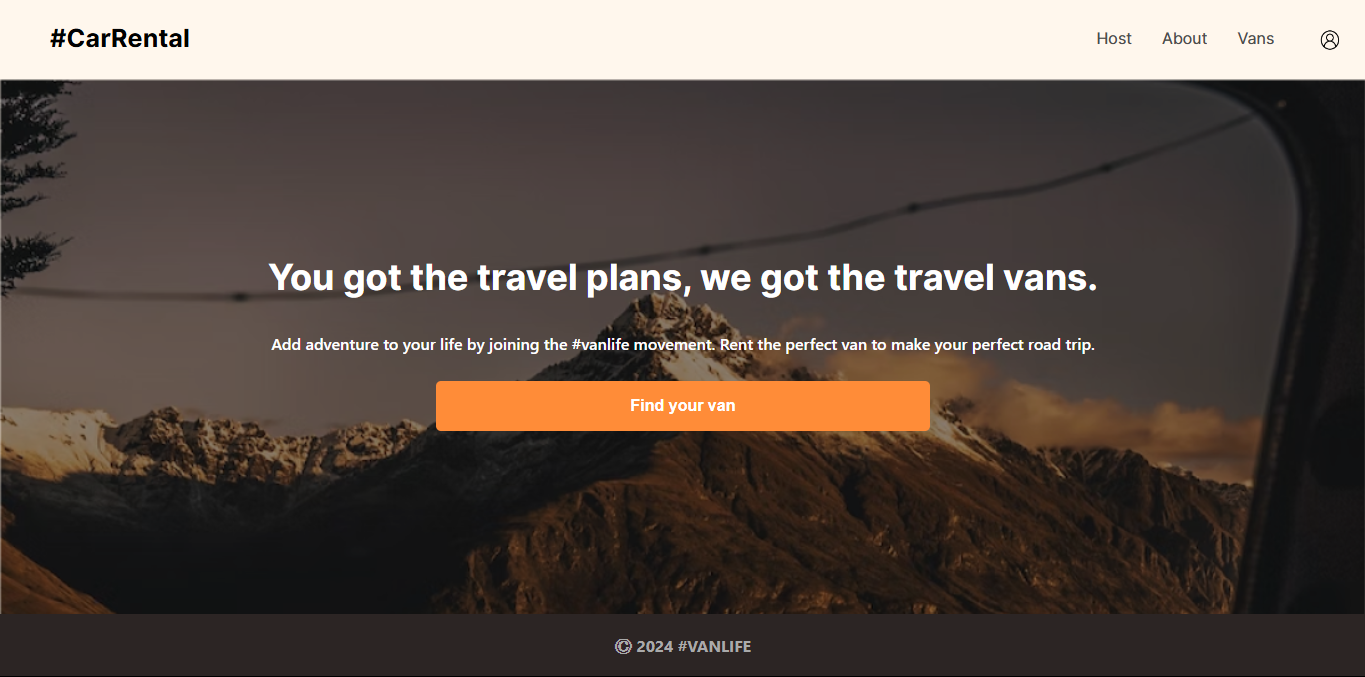 #CarRental
Host About Vans
You got the travel plans, we got the travel vans.
Add adventure to your life by joining the #vanlife movement. Rent the perfect van to make your perfect road trip.
Find your van
© 2024 #VANLIFE